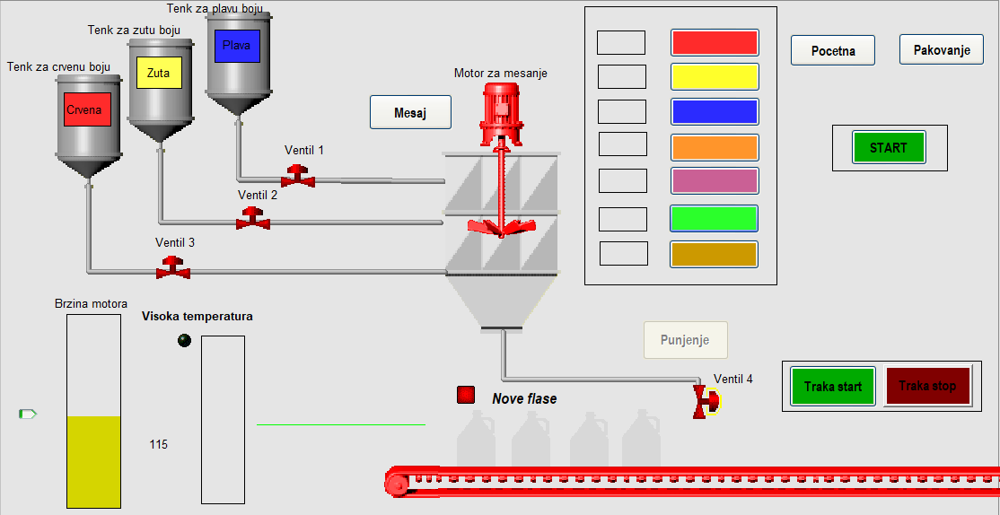 Tenk za plavu boju
Tenk za zutu boju
Tenk za crvenu boju
Plava
Zuta
Crvena
Motor za mesanje
Mesaj
Pocetna
Pakovanje
START
Ventil 1
Ventil 2
Ventil 3
Brzina motora
Visoka temperatura
Punjenje
Ventil 4
Traka start
Traka stop
Nove flase
115